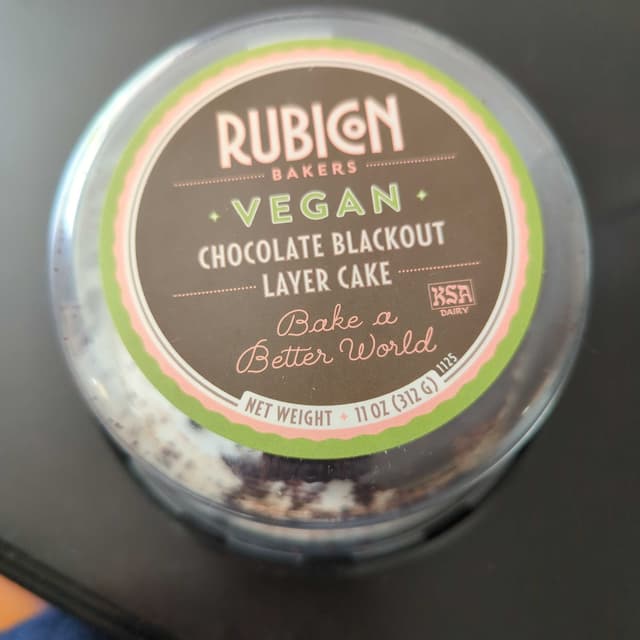 RUBICON
BAKERS
VEGAN
CHOCOLATE BLACKOUT
LAYER CAKE
KSA
DAIRY
Bake a
Better World
NET WEIGHT 11 OZ (312 G)
1125